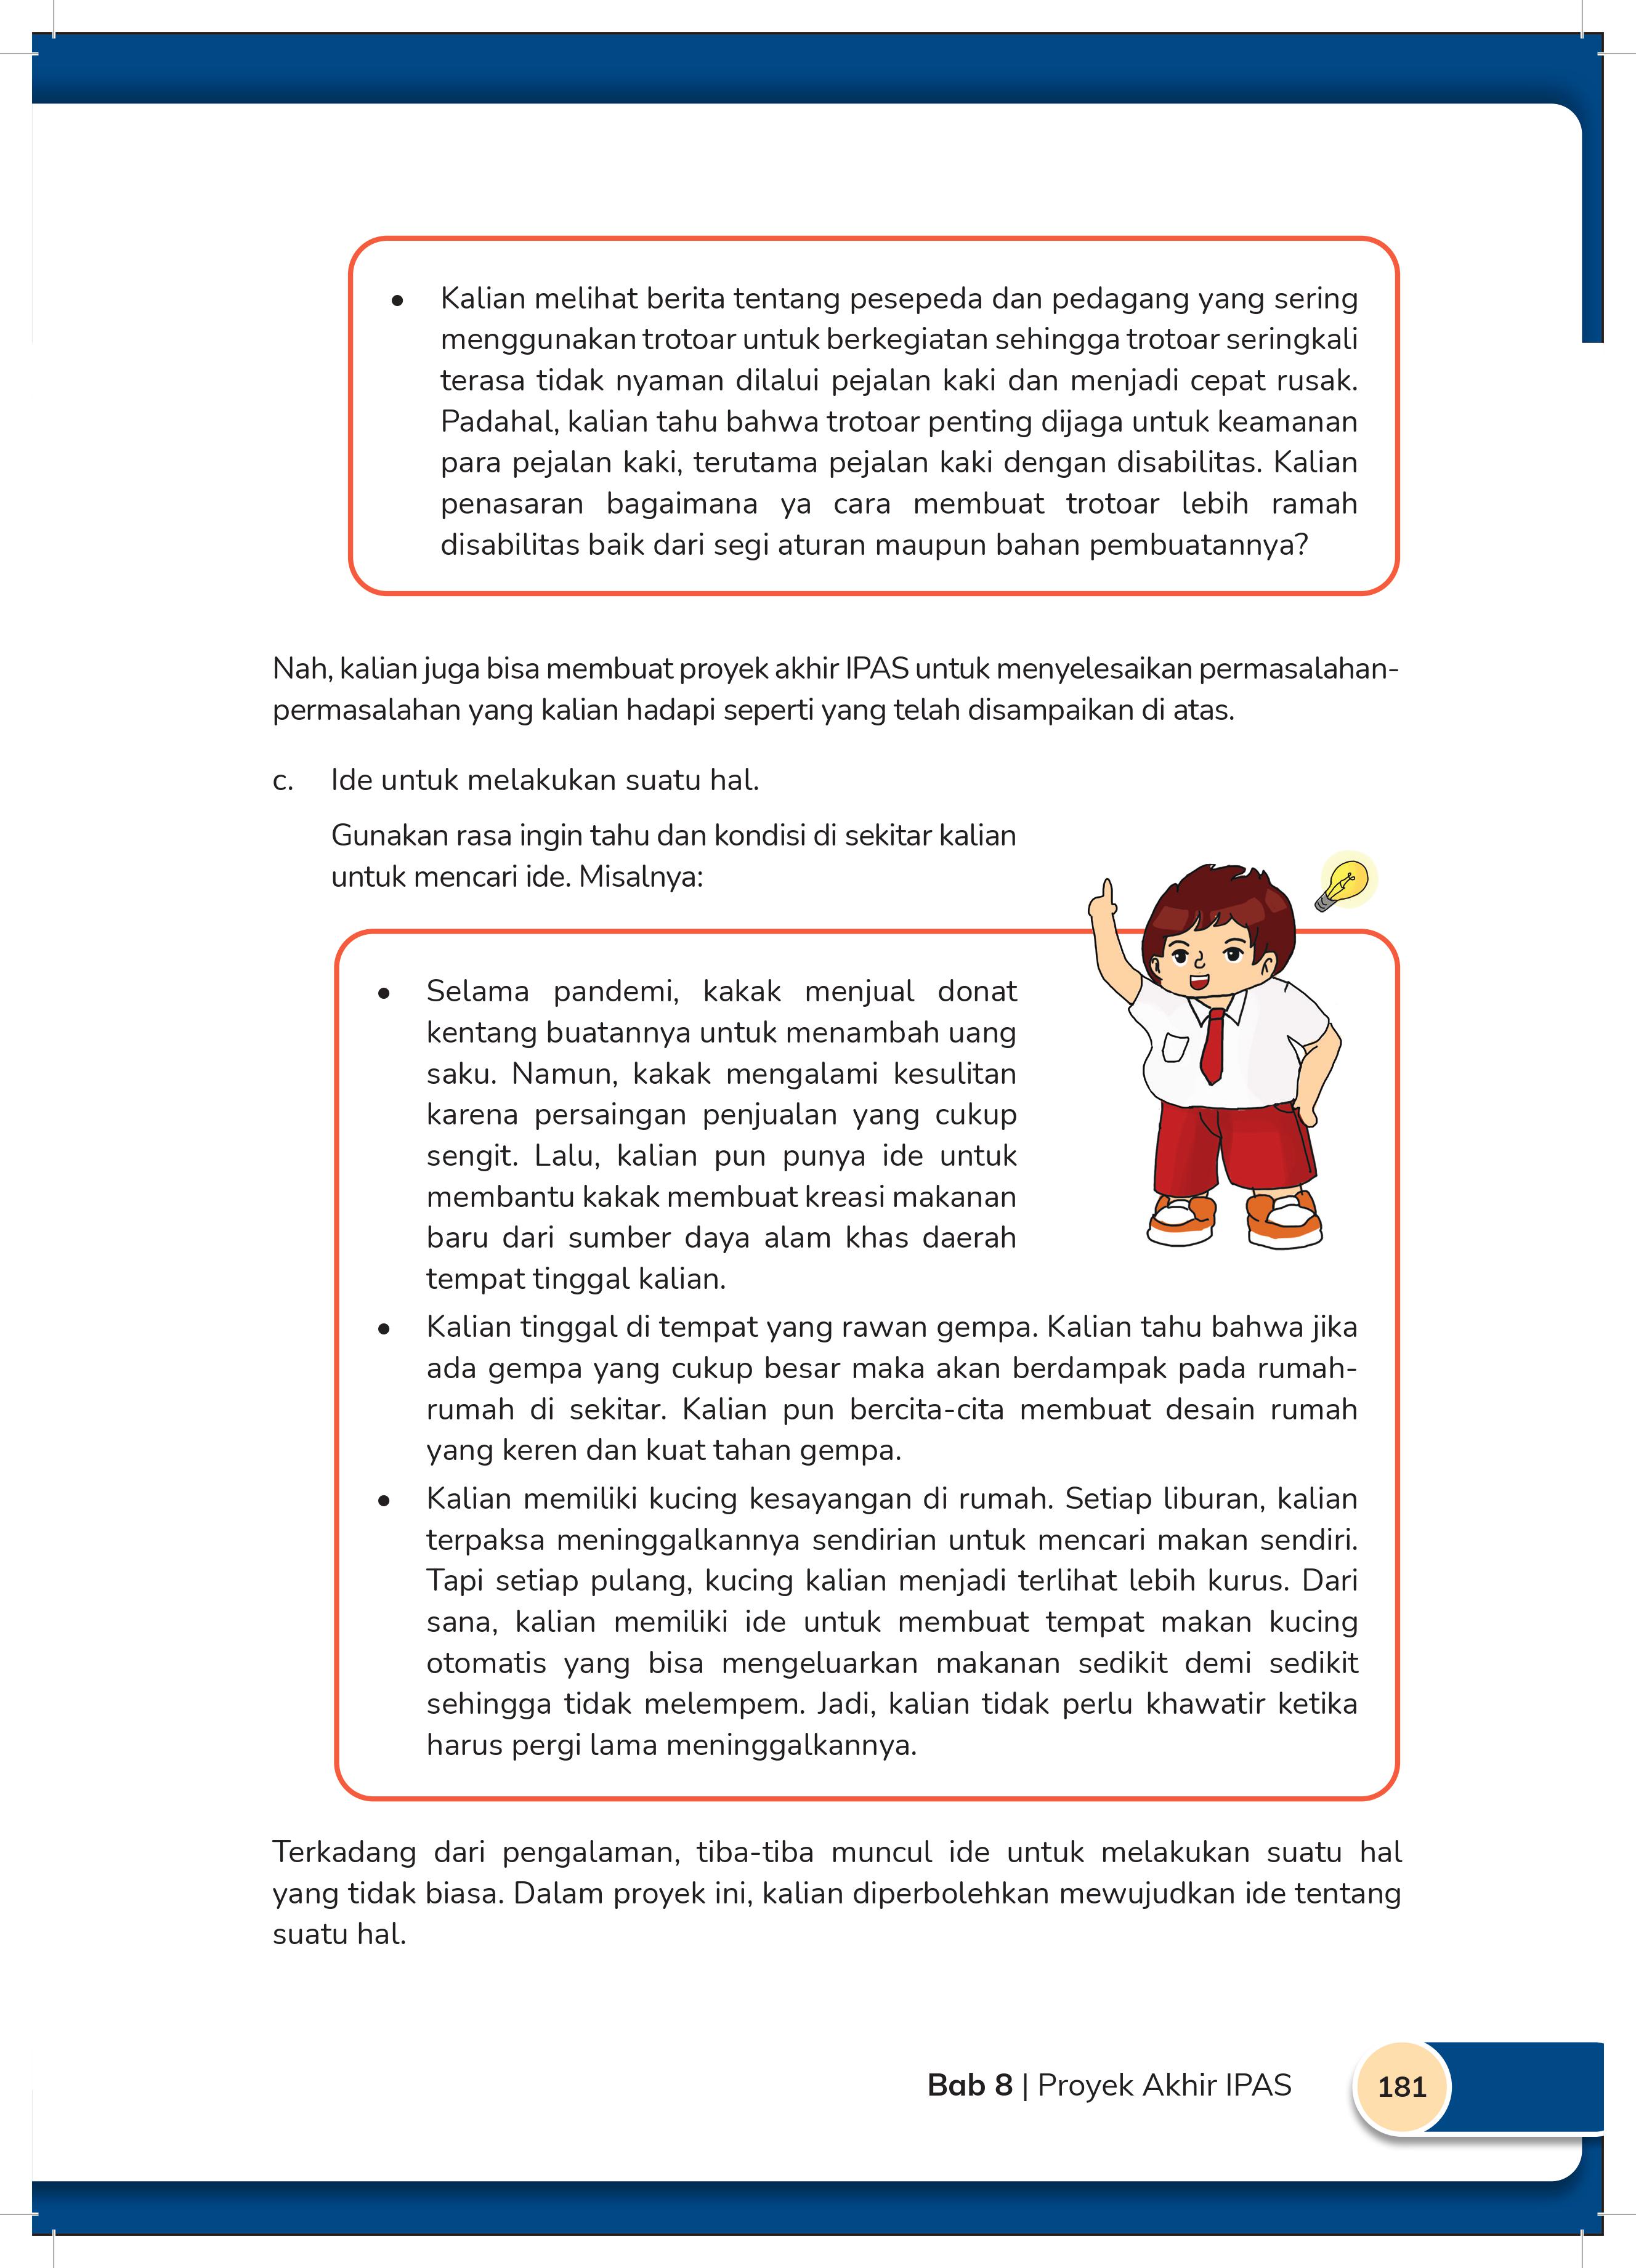 • Kalian melihat berita tentang pesepeda dan pedagang yang sering
menggunakan trotoar untuk berkegiatan sehingga trotoar seringkali
terasa tidak nyaman dilalui pejalan kaki dan menjadi cepat rusak.
Padahal, kalian tahu bahwa trotoar penting dijaga untuk keamanan
para pejalan kaki, terutama pejalan kaki dengan disabilitas. Kalian
penasaran bagaimana ya cara membuat trotoar lebih ramah
disabilitas baik dari segi aturan maupun bahan pembuatannya?
Nah, kalian juga bisa membuat proyek akhir IPAS untuk menyelesaikan permasalahan-
permasalahan yang kalian hadapi seperti yang telah disampaikan di atas.
c. Ide untuk melakukan suatu hal.
Gunakan rasa ingin tahu dan kondisi di sekitar kalian
untuk mencari ide. Misalnya:
• Selama pandemi, kakak menjual donat
kentang buatannya untuk menambah uang
saku. Namun, kakak mengalami kesulitan
karena persaingan penjualan yang cukup
sengit. Lalu, kalian pun punya ide untuk
membantu kakak membuat kreasi makanan
baru dari sumber daya alam khas daerah
tempat tinggal kalian.
• Kalian tinggal di tempat yang rawan gempa. Kalian tahu bahwa jika
ada gempa yang cukup besar maka akan berdampak pada rumah-
rumah di sekitar. Kalian pun bercita-cita membuat desain rumah
yang keren dan kuat tahan gempa.
• Kalian memiliki kucing kesayangan di rumah. Setiap liburan, kalian
terpaksa meninggalkannya sendirian untuk mencari makan sendiri.
Tapi setiap pulang, kucing kalian menjadi terlihat lebih kurus. Dari
sana, kalian memiliki ide untuk membuat tempat makan kucing
otomatis yang bisa mengeluarkan makanan sedikit demi sedikit
sehingga tidak melempem. Jadi, kalian tidak perlu khawatir ketika
harus pergi lama meninggalkannya.
Terkadang dari pengalaman, tiba-tiba muncul ide untuk melakukan suatu hal
yang tidak biasa. Dalam proyek ini, kalian diperbolehkan mewujudkan ide tentang
suatu hal.
Bab 8 | Proyek Akhir IPAS 181